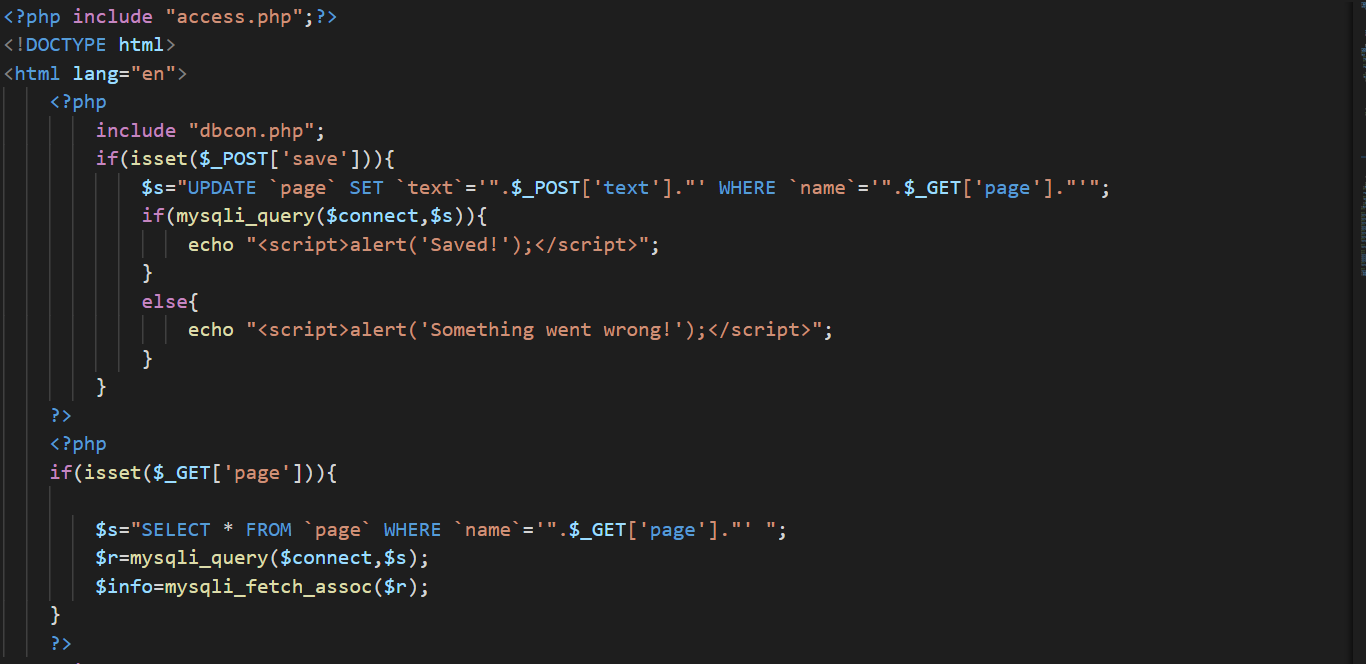 <?php include "access.php";?>
<!DOCTYPE html>
<html lang="en">
<?php
include "dbcon.php";
if(isset($_POST['save'])){
$s="UPDATE `page` SET `text`='".$_POST['text']."' WHERE `name`='".$_GET['page']."'";
if(mysqli_query($connect,$s)){
echo "<script>alert('Saved!');</script>";
}
else{
echo "<script>alert('Something went wrong!');</script>";
}
}
?>
<?php
if(isset($_GET['page'])){
$s="SELECT * FROM `page` WHERE `name`='".$_GET['page']."' ";
$r=mysqli_query($connect,$s);
$info=mysqli_fetch_assoc($r);
}
?>